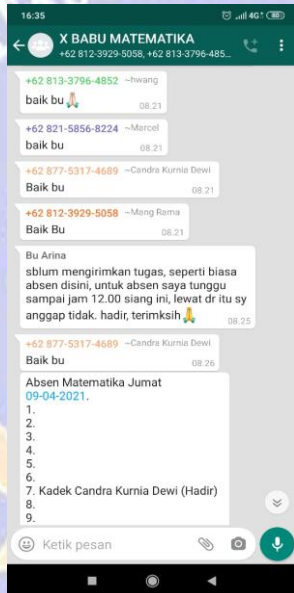 16:35
4G+
X BABU MATEMATIKA
+62 812-3929-5058, +62 813-3796-485...
+62 813-3796-4852 ~hwang
baik bu🙏
08.21
+62 821-5856-8224 ~Marcel
baik bu
08.21
+62 877-5317-4689 ~Candra Kurnia Dewi
Baik bu
08.21
+62 812-3929-5058 ~Mang Rama
Baik Bu
08.21
Bu Arina
sblum mengirimkan tugas, seperti biasa
absen disini, untuk absen saya tunggu
sampai jam 12.00 siang ini, lewat dr itu sy
anggap tidak. hadir, terimksih🙏
08.25
+62 877-5317-4689 ~Candra Kurnia Dewi
Baik bu
08.26
Absen Matematika Jumat
09-04-2021.
1.
2.
3.
4.
5.
6.
7. Kadek Candra Kurnia Dewi (Hadir)
8.
9.
Ketik pesan